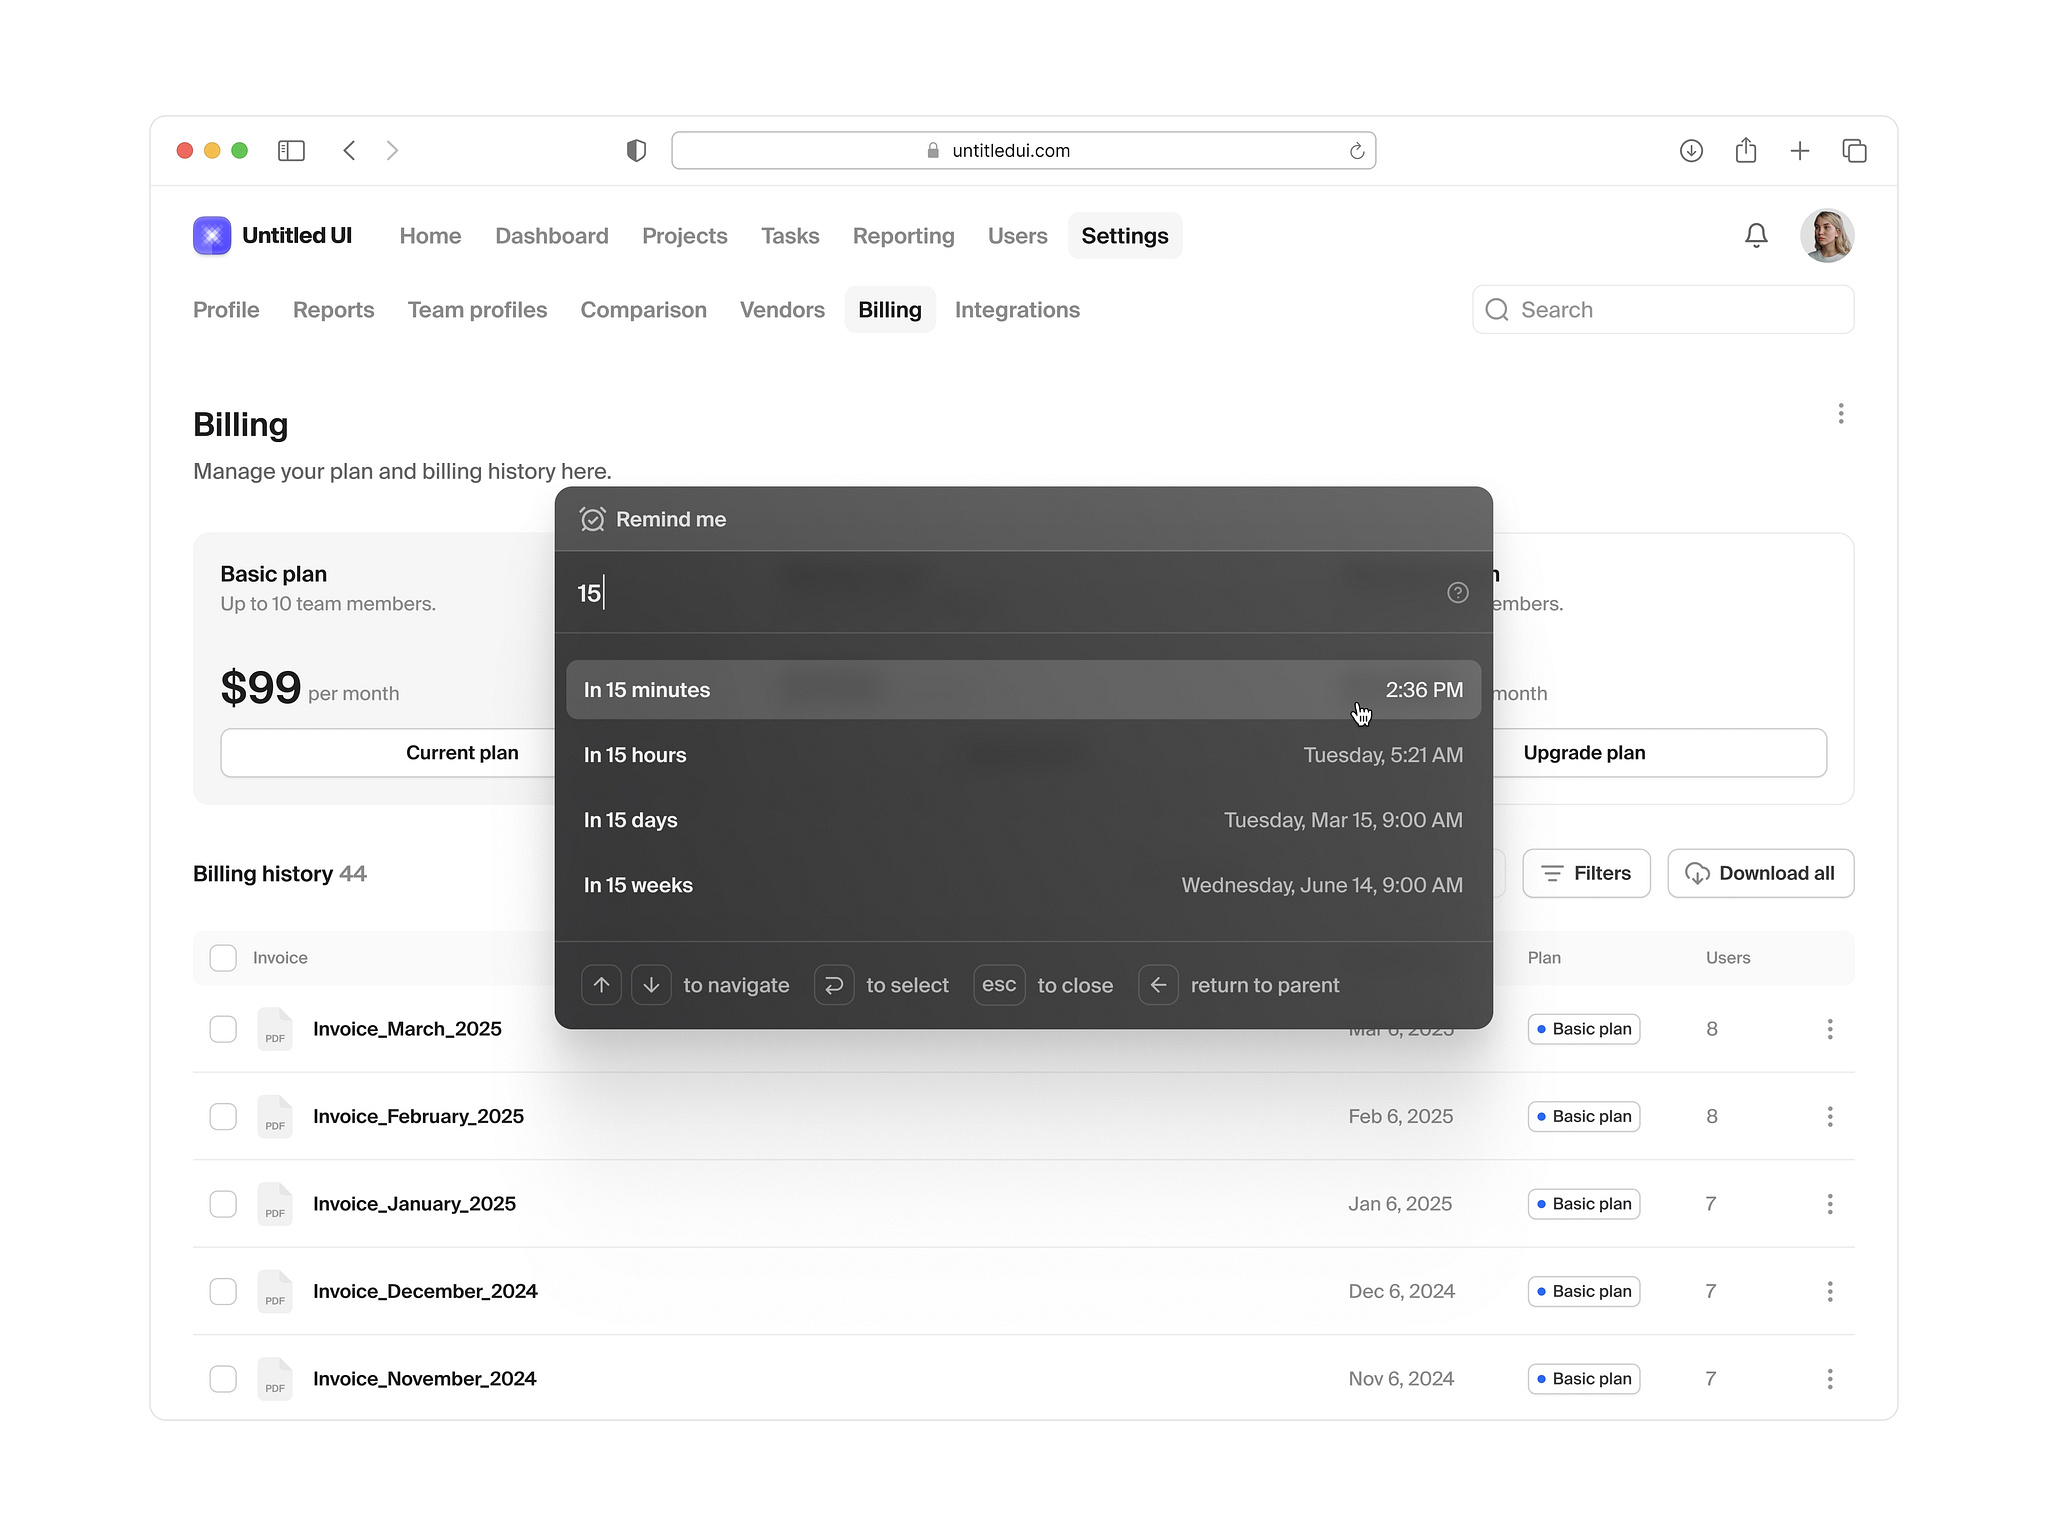 untitledui.com
Untitled UI Home Dashboard Projects Tasks Reporting Users Settings
Profile Reports Team profiles Comparison Vendors Billing Integrations Search
Billing
Manage your plan and billing history here.
Remind me
15
In 15 minutes 2:36 PM
In 15 hours Tuesday, 5:21 AM
In 15 days Tuesday, Mar 15, 9:00 AM
In 15 weeks Wednesday, June 14, 9:00 AM
to navigate to select esc to close return to parent
Basic plan
Up to 10 team members.
$99 per month
Current plan
month
Upgrade plan
Billing history 44 Filters Download all
Invoice Plan Users
PDF Invoice_March_2025 Mar 6, 2025 Basic plan 8
PDF Invoice_February_2025 Feb 6, 2025 Basic plan 8
PDF Invoice_January_2025 Jan 6, 2025 Basic plan 7
PDF Invoice_December_2024 Dec 6, 2024 Basic plan 7
PDF Invoice_November_2024 Nov 6, 2024 Basic plan 7